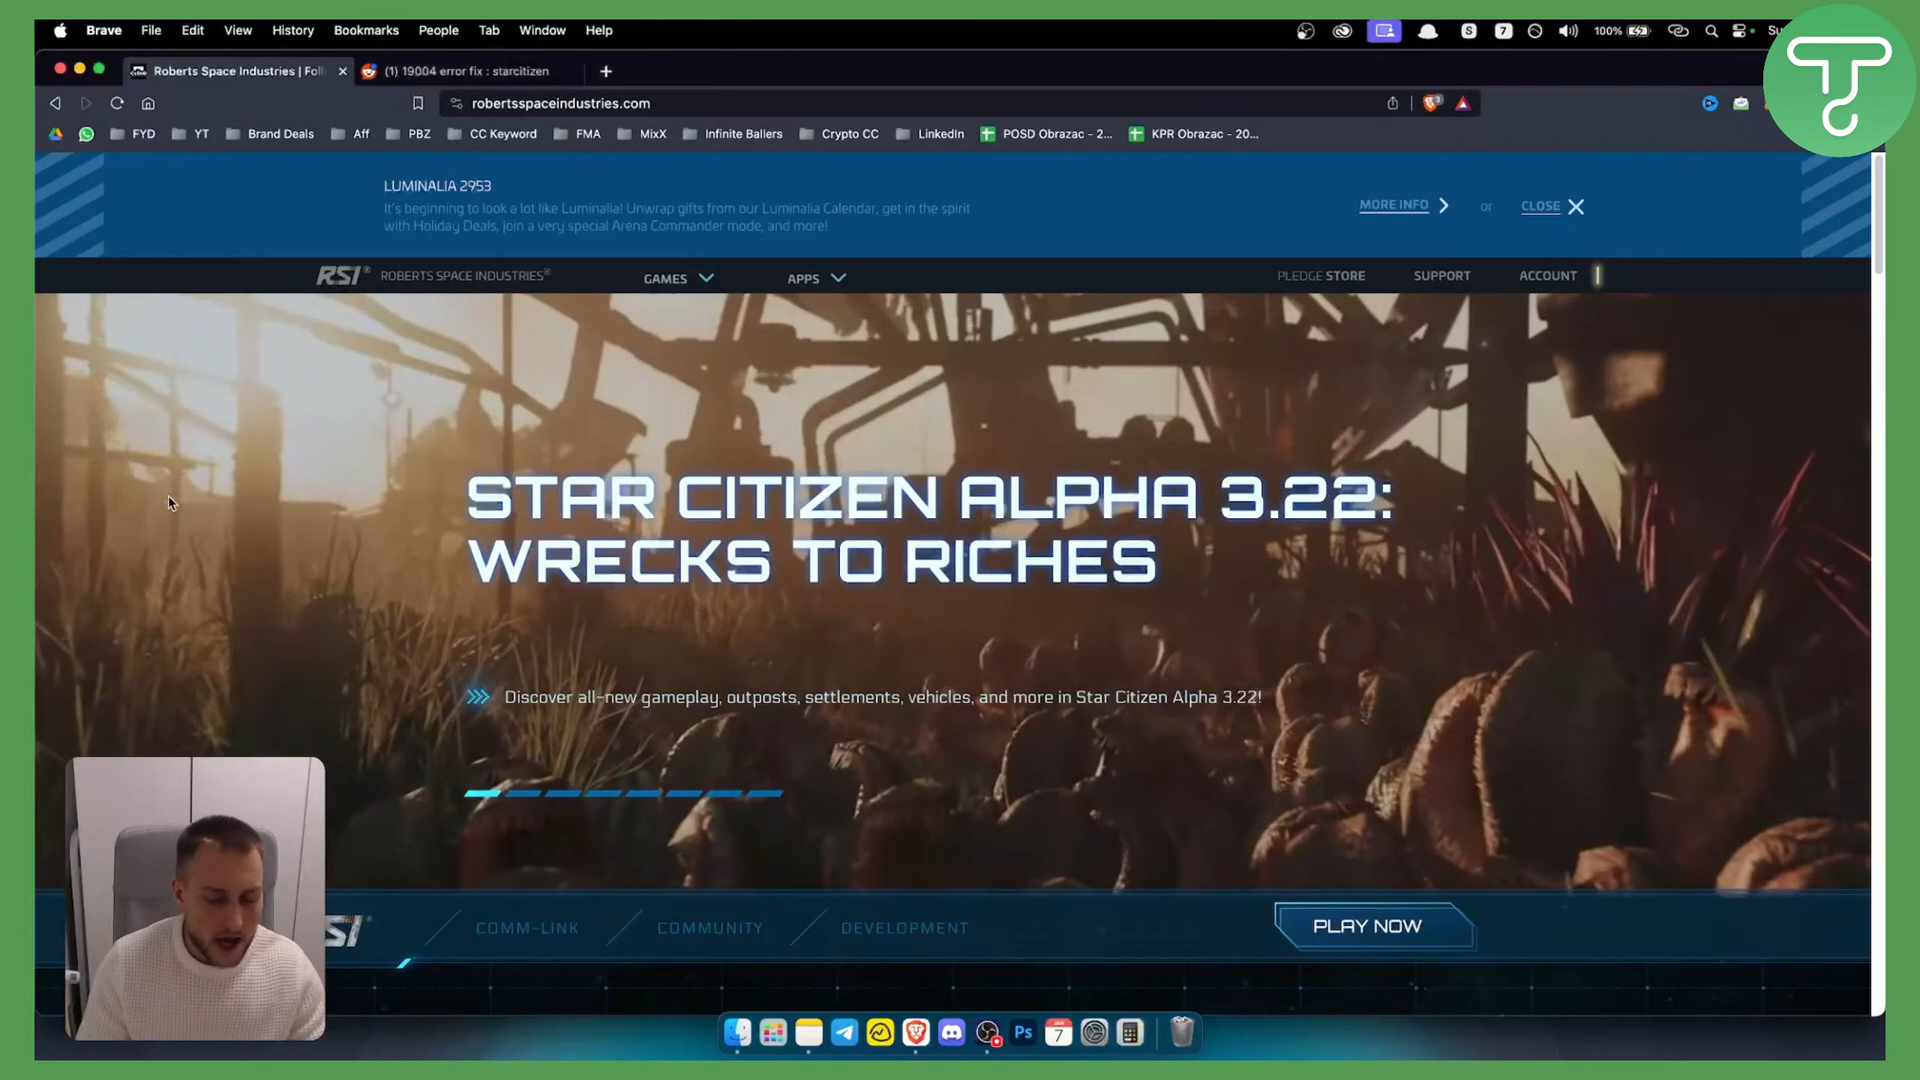 Brave File Edit View History Bookmarks People Tab Window Help
7
100%
Roberts Space Industries | Foll
(1) 19004 error fix : starcitizen
robertsspaceindustries.com
3
FYD YT Brand Deals Aff PBZ CC Keyword FMA MixX Infinite Ballers Crypto CC LinkedIn POSD Obrazac - 2... KPR Obrazac - 20...
LUMINALIA 2953
It's beginning to look a lot like Luminalia! Unwrap gifts from our Luminalia Calendar, get in the spirit
with Holiday Deals, join a very special Arena Commander mode, and more!
MORE INFO or CLOSE
RSI® ROBERTS SPACE INDUSTRIES® GAMES APPS PLEDGE STORE SUPPORT ACCOUNT
STAR CITIZEN ALPHA 3.22:
WRECKS TO RICHES
Discover all-new gameplay, outposts, settlements, vehicles, and more in Star Citizen Alpha 3.22!
COMM-LINK COMMUNITY DEVELOPMENT PLAY NOW
Ps
7